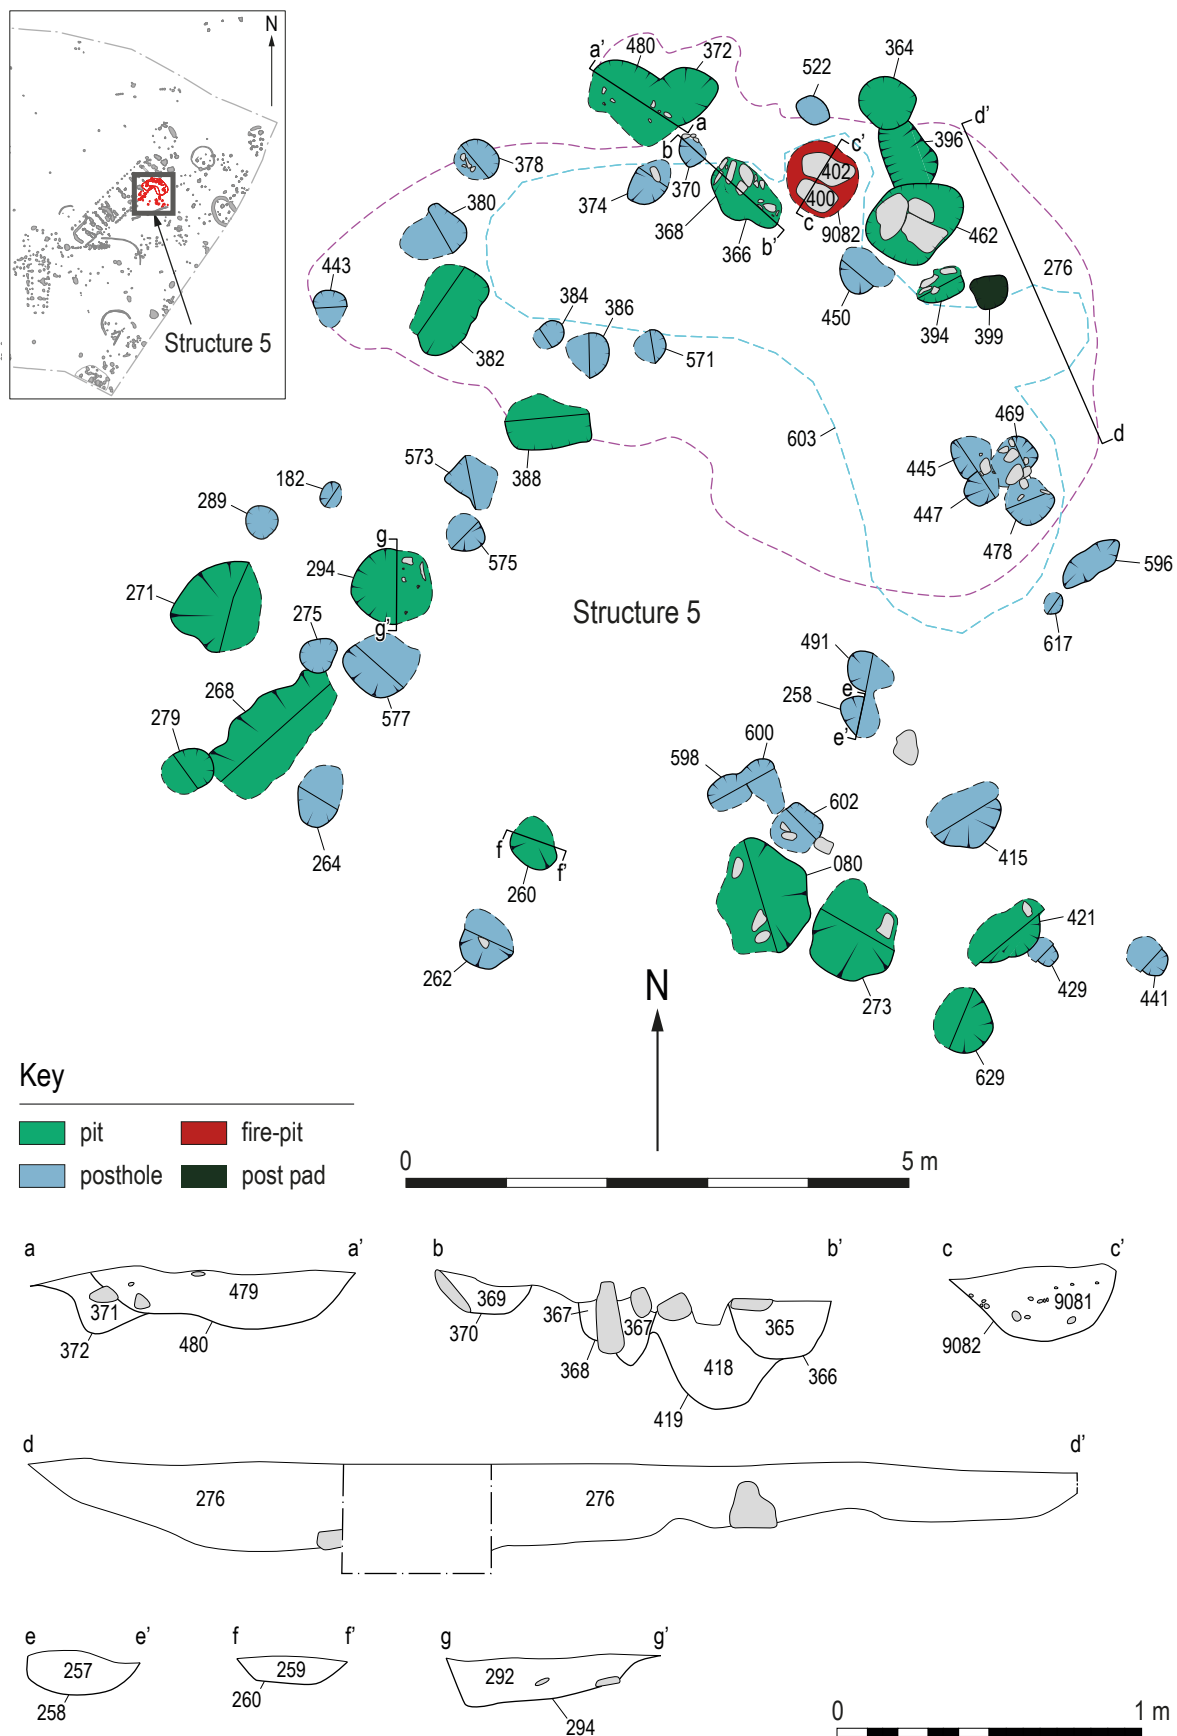 N
Structure 5
a'
480
372
522
364
d'
378
a
b
370
c'
402
400
c
9082
396
380
374
368
366
b'
462
276
443
450
394
399
384
386
571
382
388
603
469
d
445
447
478
573
182
289
g
575
596
294
271
g'
Structure 5
617
275
491
268
577
e
258
279
e'
600
598
602
264
f
f'
260
080
415
421
262
N
273
429
441
629
Key
pit
fire-pit
posthole
post pad
0
5 m
a
a'
b
b'
c
c'
371
479
372
480
369
370
367
367
368
365
418
366
419
9081
9082
d
d'
276
276
e
e'
f
f'
g
g'
257
258
259
260
292
294
0
1 m